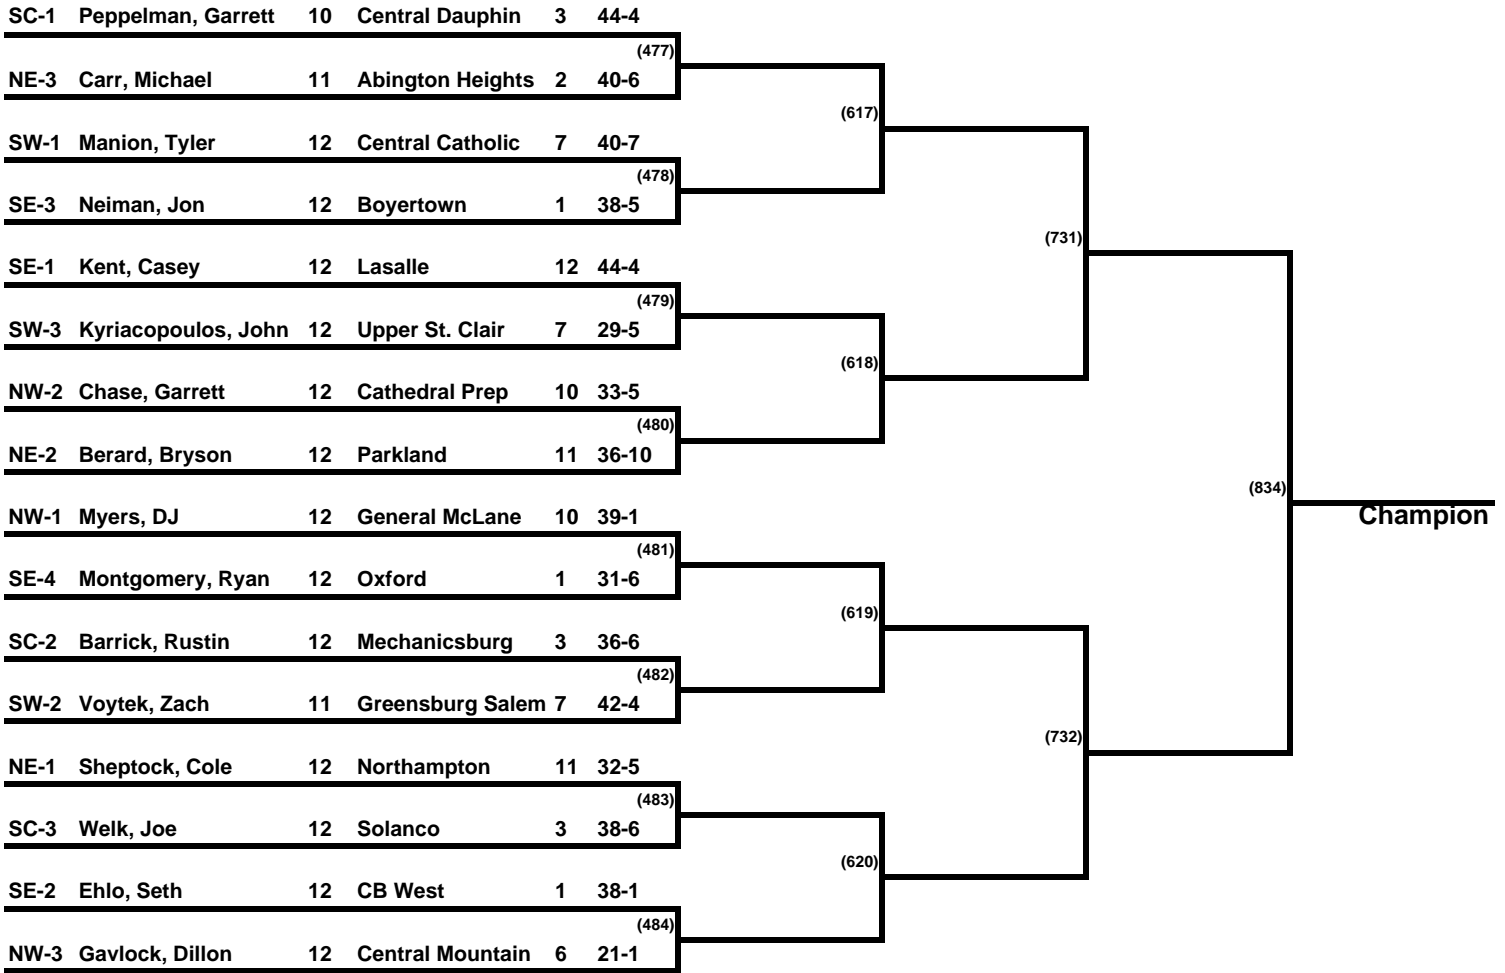 SC-1 Peppelman, Garrett 10 Central Dauphin 3 44-4
(477)
NE-3 Carr, Michael 11 Abington Heights 2 40-6
(617)
SW-1 Manion, Tyler 12 Central Catholic 7 40-7
(478)
SE-3 Neiman, Jon 12 Boyertown 1 38-5
(731)
SE-1 Kent, Casey 12 Lasalle 12 44-4
(479)
SW-3 Kyriacopoulos, John 12 Upper St. Clair 7 29-5
(618)
NW-2 Chase, Garrett 12 Cathedral Prep 10 33-5
(480)
NE-2 Berard, Bryson 12 Parkland 11 36-10
(834)
NW-1 Myers, DJ 12 General McLane 10 39-1
Champion
(481)
SE-4 Montgomery, Ryan 12 Oxford 1 31-6
(619)
SC-2 Barrick, Rustin 12 Mechanicsburg 3 36-6
(482)
SW-2 Voytek, Zach 11 Greensburg Salem 7 42-4
(732)
NE-1 Sheptock, Cole 12 Northampton 11 32-5
(483)
SC-3 Welk, Joe 12 Solanco 3 38-6
(620)
SE-2 Ehlo, Seth 12 CB West 1 38-1
(484)
NW-3 Gavlock, Dillon 12 Central Mountain 6 21-1